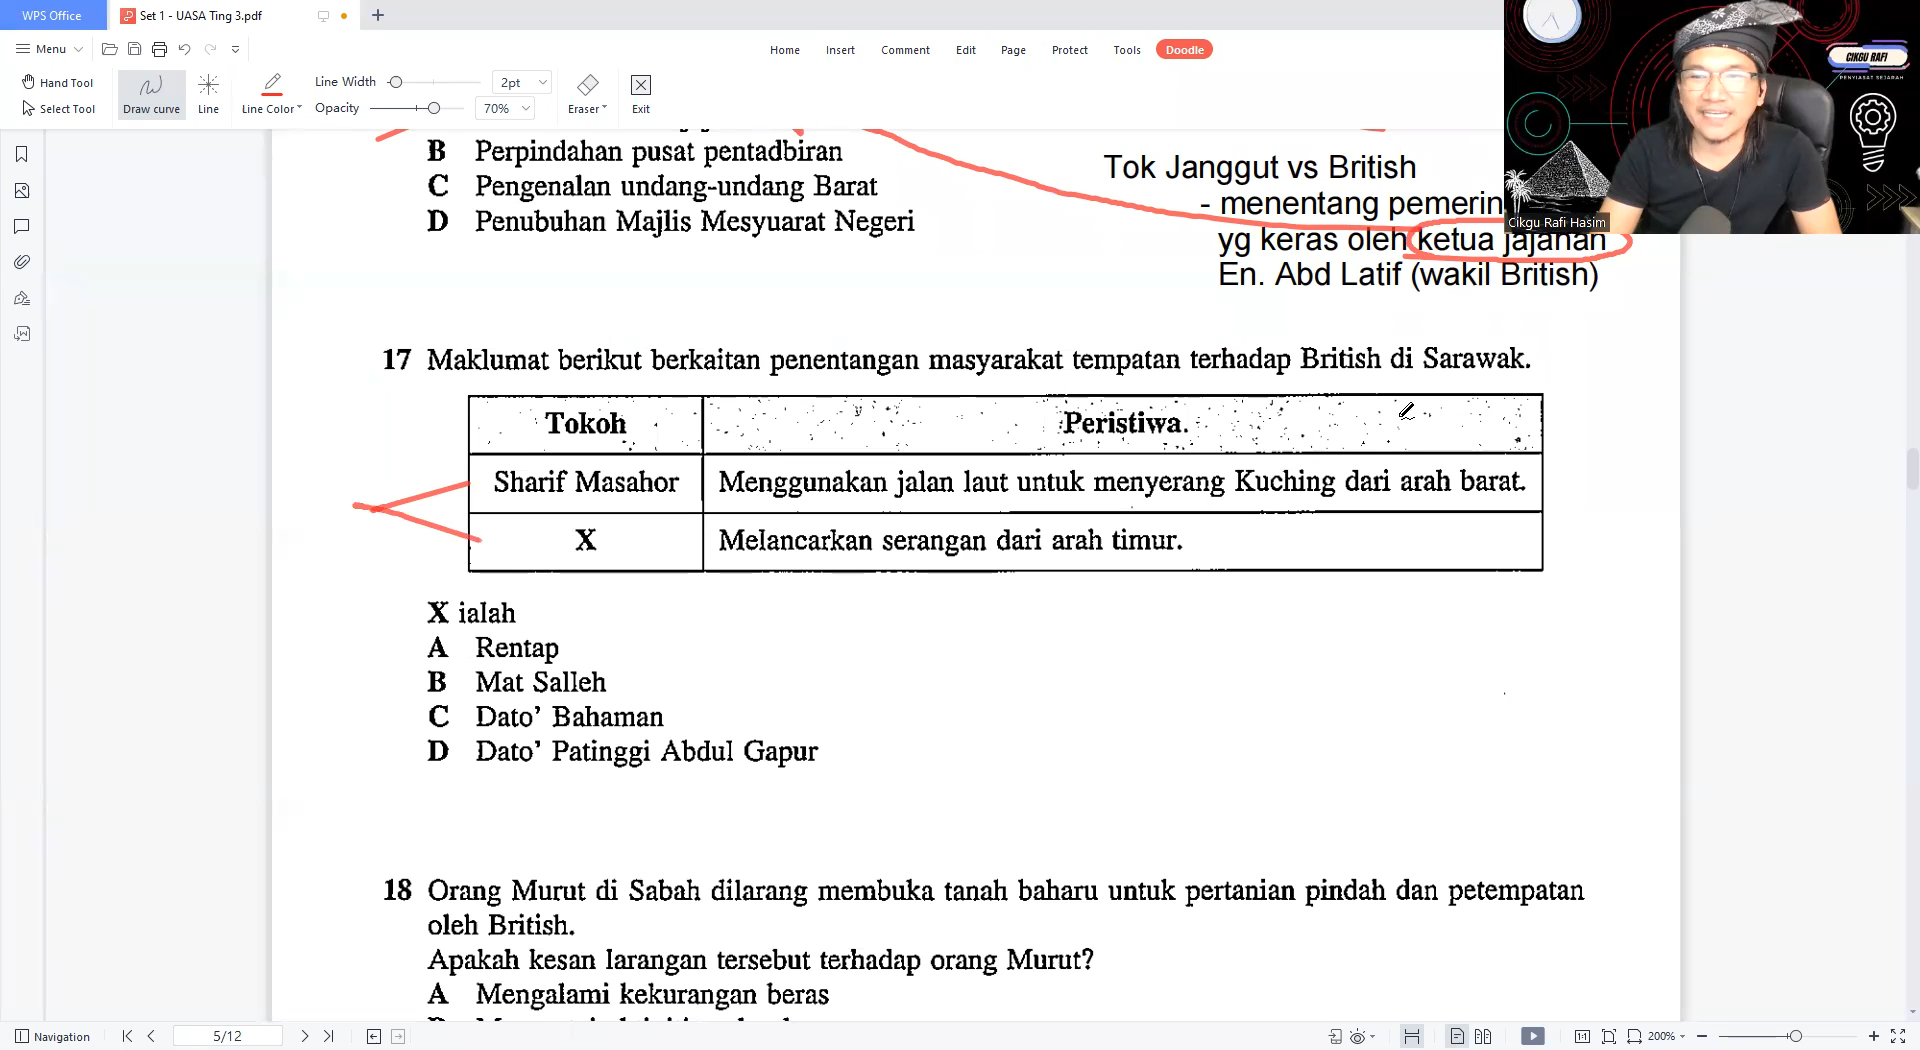 WPS Office
Set 1 - UASA Ting 3.pdf
Menu
Home Insert Comment Edit Page Protect Tools Doodle
Hand Tool
Select Tool
Draw curve
Line
Line Color
Line Width 2pt
Opacity 70%
Eraser
Exit
CIKGU RAFI
PENYIASAT SEJARAH
Cikgu Rafi Hasim
B Perpindahan pusat pentadbiran
C Pengenalan undang-undang Barat
D Penubuhan Majlis Mesyuarat Negeri
Tok Janggut vs British
- menentang pemerin
yg keras oleh ketua jajahan
En. Abd Latif (wakil British)
17 Maklumat berikut berkaitan penentangan masyarakat tempatan terhadap British di Sarawak.
Tokoh Peristiwa.
Sharif Masahor Menggunakan jalan laut untuk menyerang Kuching dari arah barat.
X Melancarkan serangan dari arah timur.
X ialah
A Rentap
B Mat Salleh
C Dato' Bahaman
D Dato' Patinggi Abdul Gapur
18 Orang Murut di Sabah dilarang membuka tanah baharu untuk pertanian pindah dan petempatan
oleh British.
Apakah kesan larangan tersebut terhadap orang Murut?
A Mengalami kekurangan beras
Navigation 5/12 200%